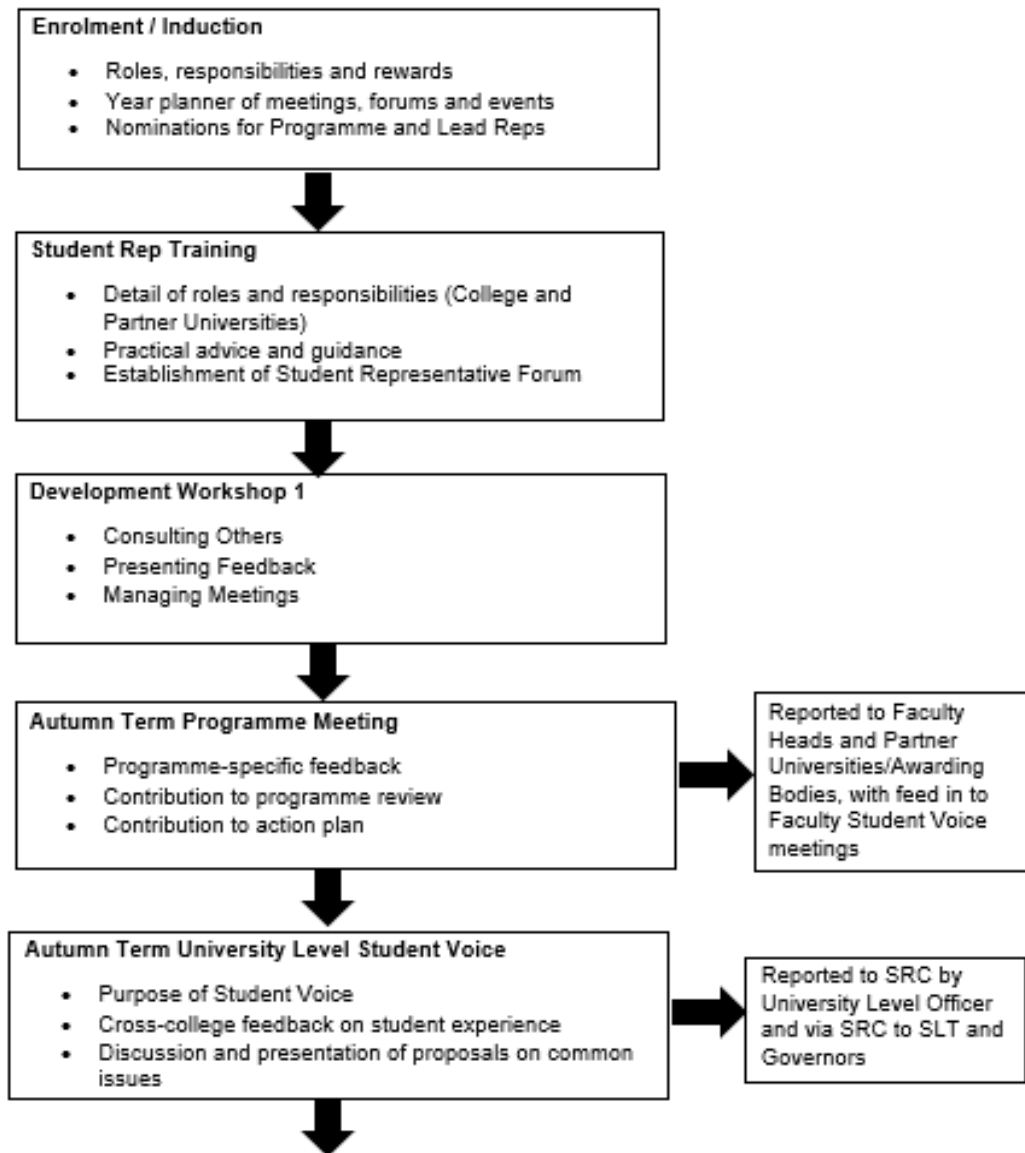 Enrolment / Induction
• Roles, responsibilities and rewards
• Year planner of meetings, forums and events
• Nominations for Programme and Lead Reps
Student Rep Training
• Detail of roles and responsibilities (College and
Partner Universities)
• Practical advice and guidance
• Establishment of Student Representative Forum
Development Workshop 1
• Consulting Others
• Presenting Feedback
• Managing Meetings
Autumn Term Programme Meeting
• Programme-specific feedback
• Contribution to programme review
• Contribution to action plan
Reported to Faculty
Heads and Partner
Universities/Awarding
Bodies, with feed in to
Faculty Student Voice
meetings
Autumn Term University Level Student Voice
• Purpose of Student Voice
• Cross-college feedback on student experience
• Discussion and presentation of proposals on common
issues
Reported to SRC by
University Level Officer
and via SRC to SLT and
Governors